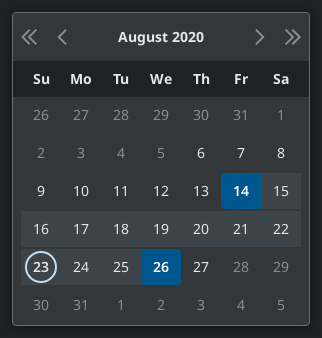 August 2020
Su Mo Tu We Th Fr Sa
26 27 28 29 30 31 1
2 3 4 5 6 7 8
9 10 11 12 13 14 15
16 17 18 19 20 21 22
23 24 25 26 27 28 29
30 31 1 2 3 4 5